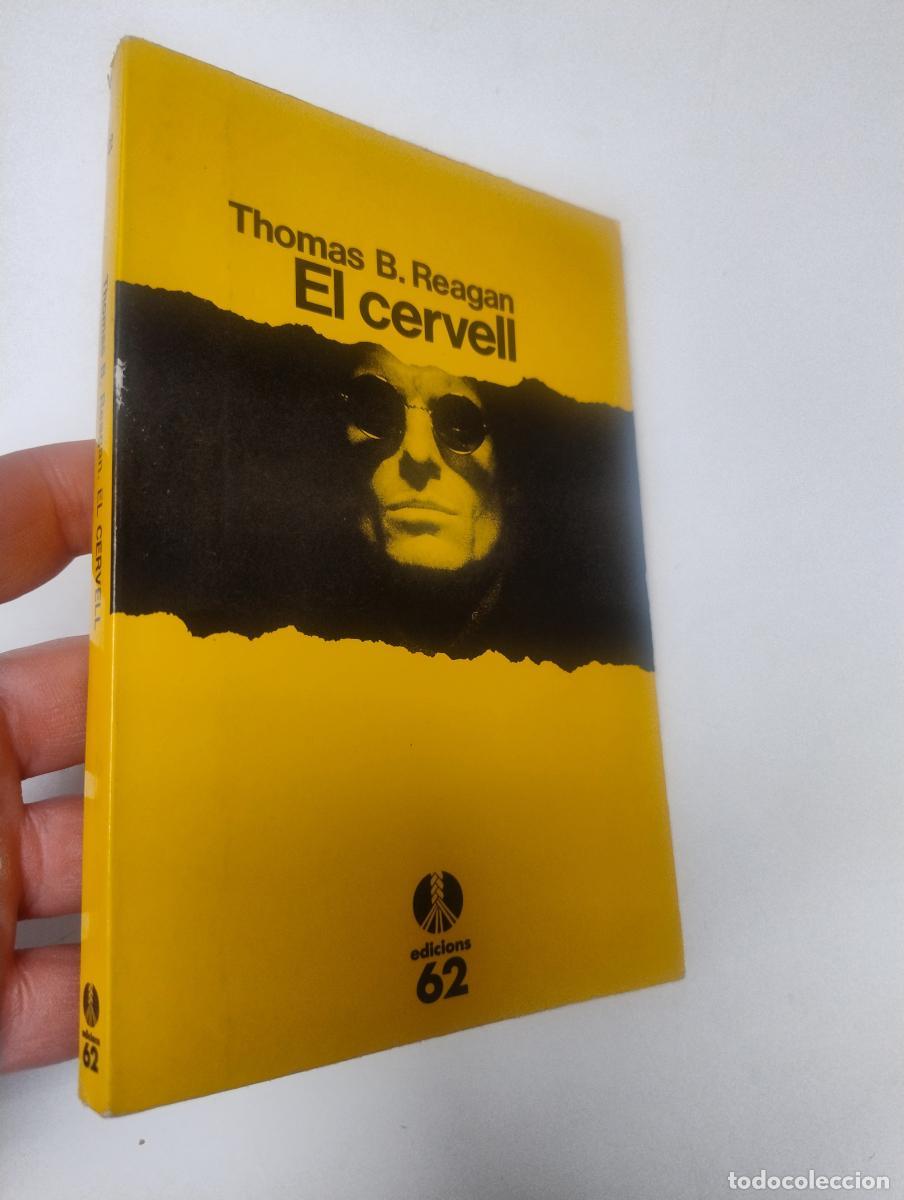 Thomas B. Reagan
El cervell
edicions
62
Thomas B. Reagan. EL CERVELL
edicions
62
todocoleccion